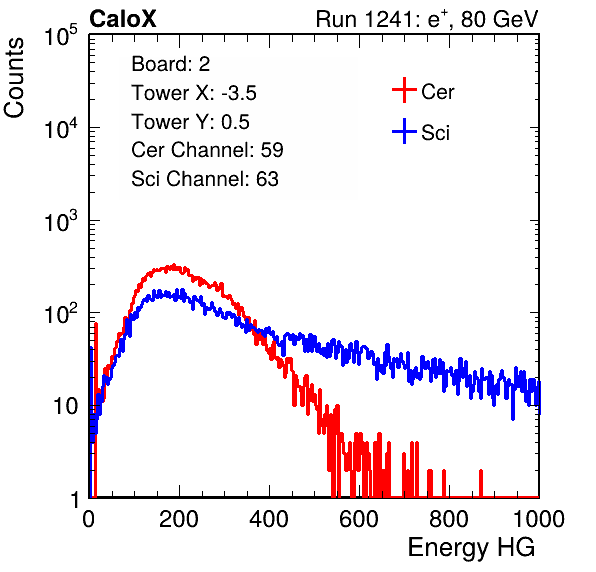 CaloX Run 1241: e⁺, 80 GeV
Counts
10⁵
10⁴
10³
10²
10
1
Board: 2
Tower X: -3.5
Tower Y: 0.5
Cer Channel: 59
Sci Channel: 63
Cer
Sci
0 200 400 600 800 1000
Energy HG